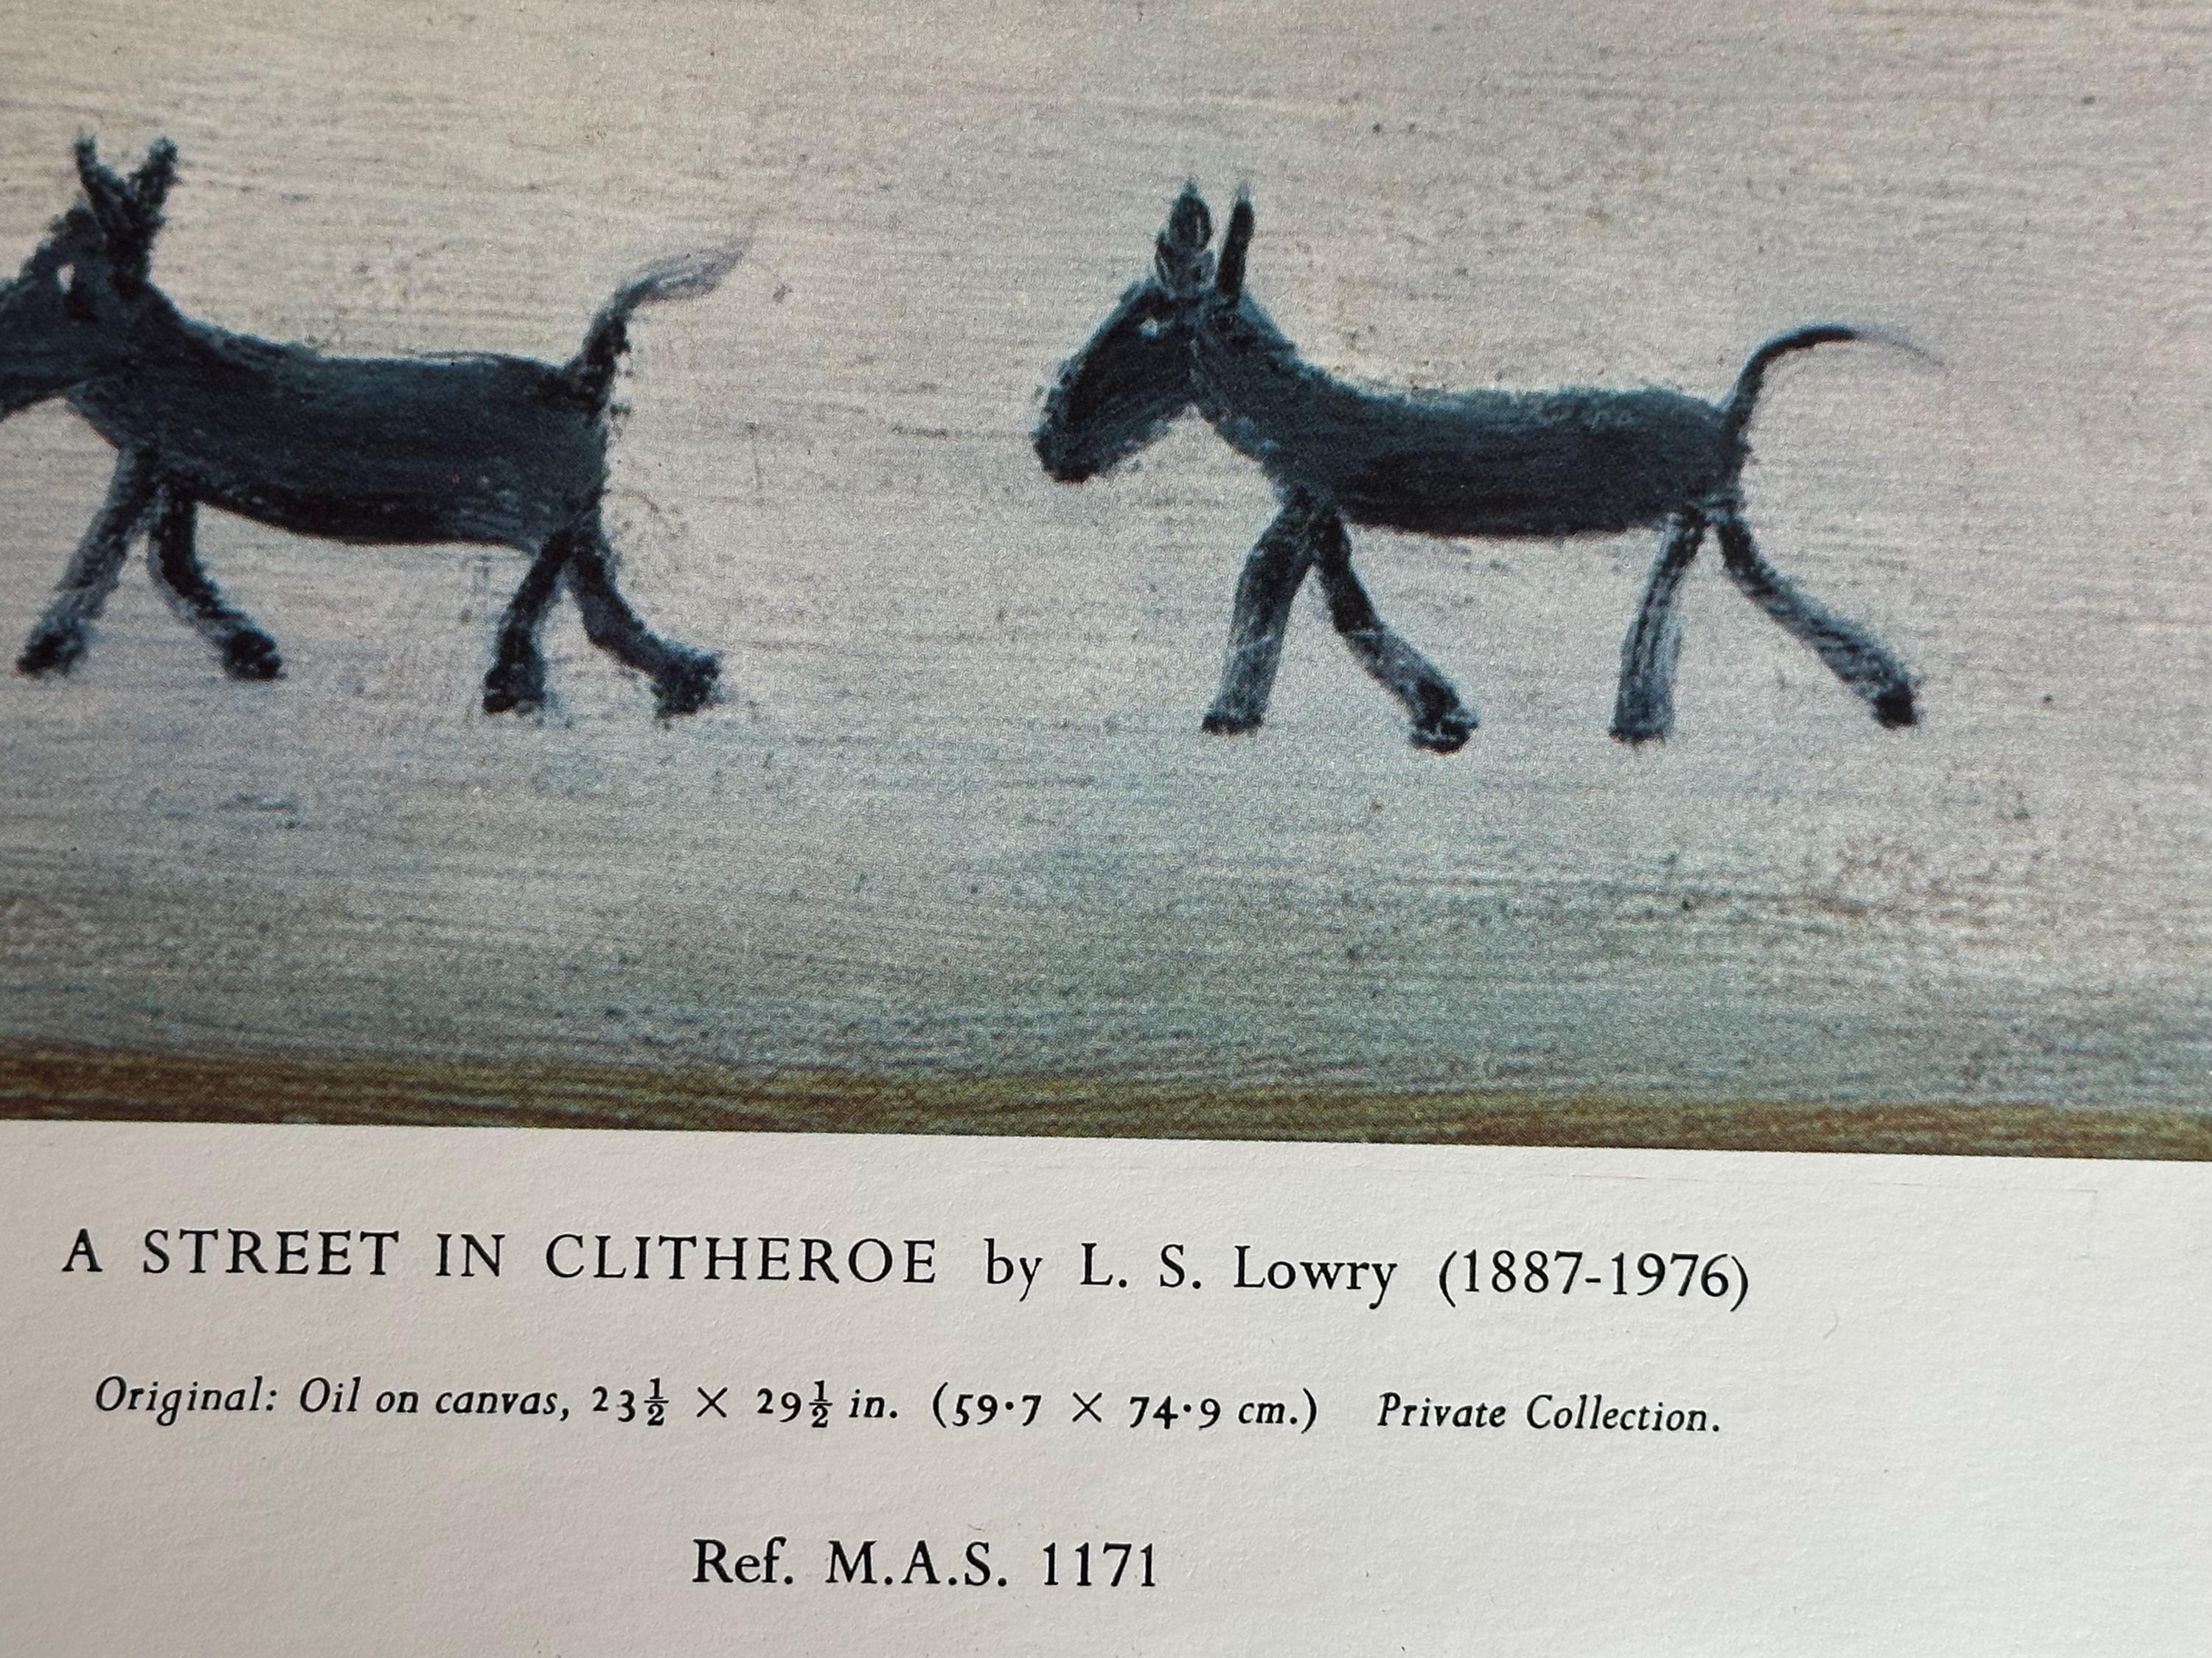 A STREET IN CLITHEROE by L. S. Lowry (1887-1976)
Original: Oil on canvas, 23½ × 29½ in. (59·7 × 74·9 cm.) Private Collection.
Ref. M.A.S. 1171